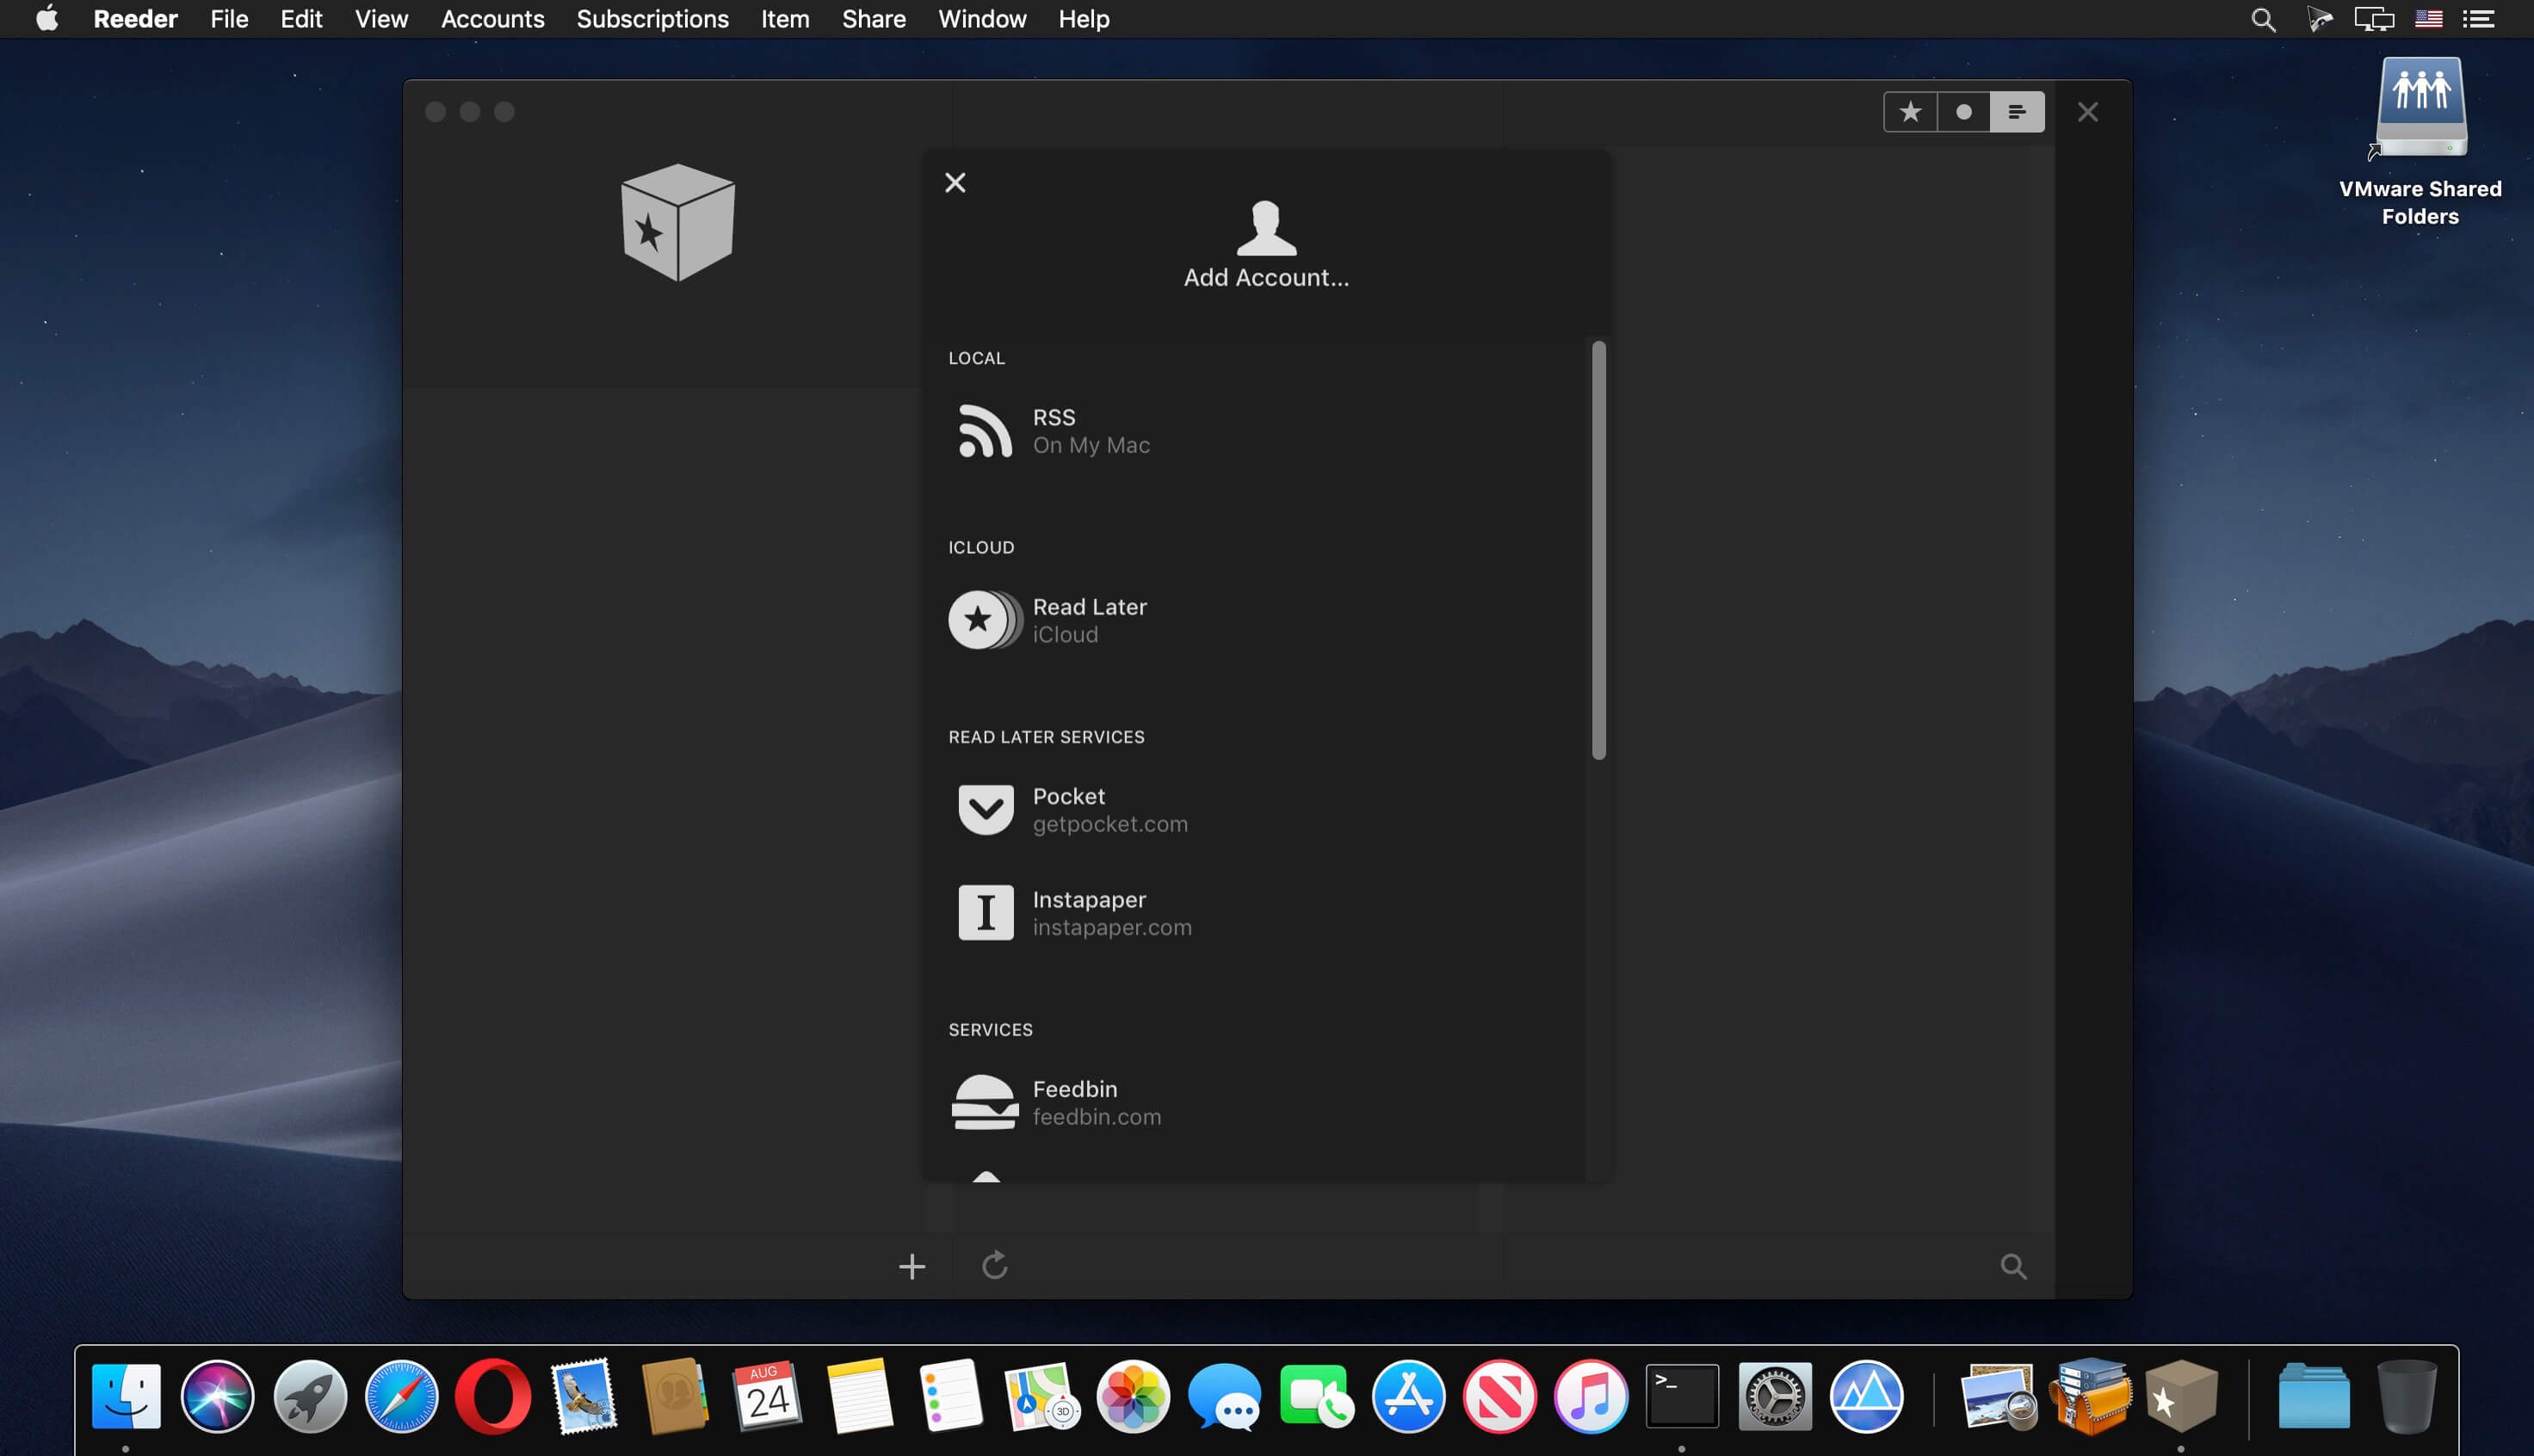 Reeder File Edit View Accounts Subscriptions Item Share Window Help
VMware Shared
Folders
Add Account...
LOCAL
RSS
On My Mac
ICLOUD
Read Later
iCloud
READ LATER SERVICES
Pocket
getpocket.com
I
Instapaper
instapaper.com
SERVICES
Feedbin
feedbin.com
AUG
24
3D
>_